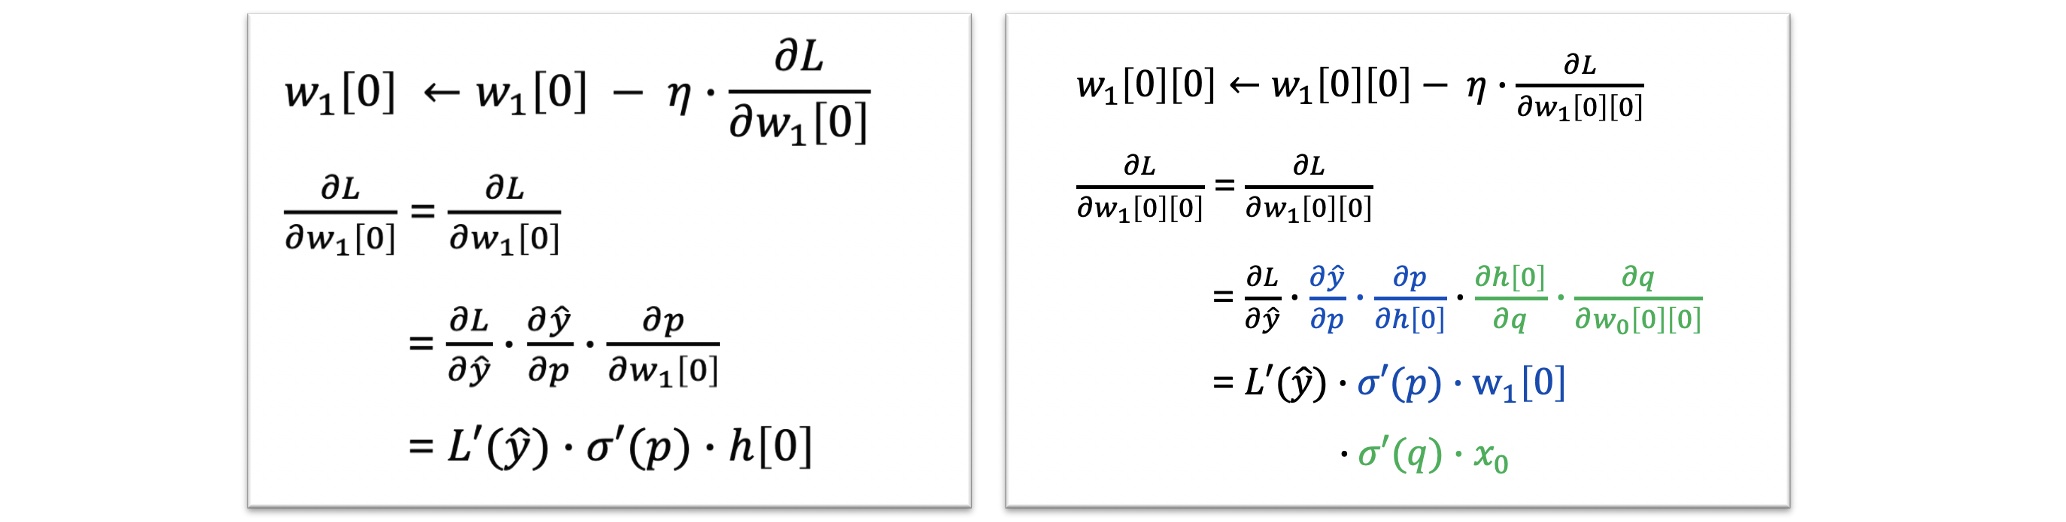 w₁[0] ← w₁[0] − η · ∂L/∂w₁[0]
∂L/∂w₁[0] = ∂L/∂w₁[0]
= ∂L/∂ŷ · ∂ŷ/∂p · ∂p/∂w₁[0]
= L′(ŷ) · σ′(p) · h[0]
w₁[0][0] ← w₁[0][0] − η · ∂L/∂w₁[0][0]
∂L/∂w₁[0][0] = ∂L/∂w₁[0][0]
= ∂L/∂ŷ · ∂ŷ/∂p · ∂p/∂h[0] · ∂h[0]/∂q · ∂q/∂w₀[0][0]
= L′(ŷ) · σ′(p) · w₁[0]
· σ′(q) · x₀